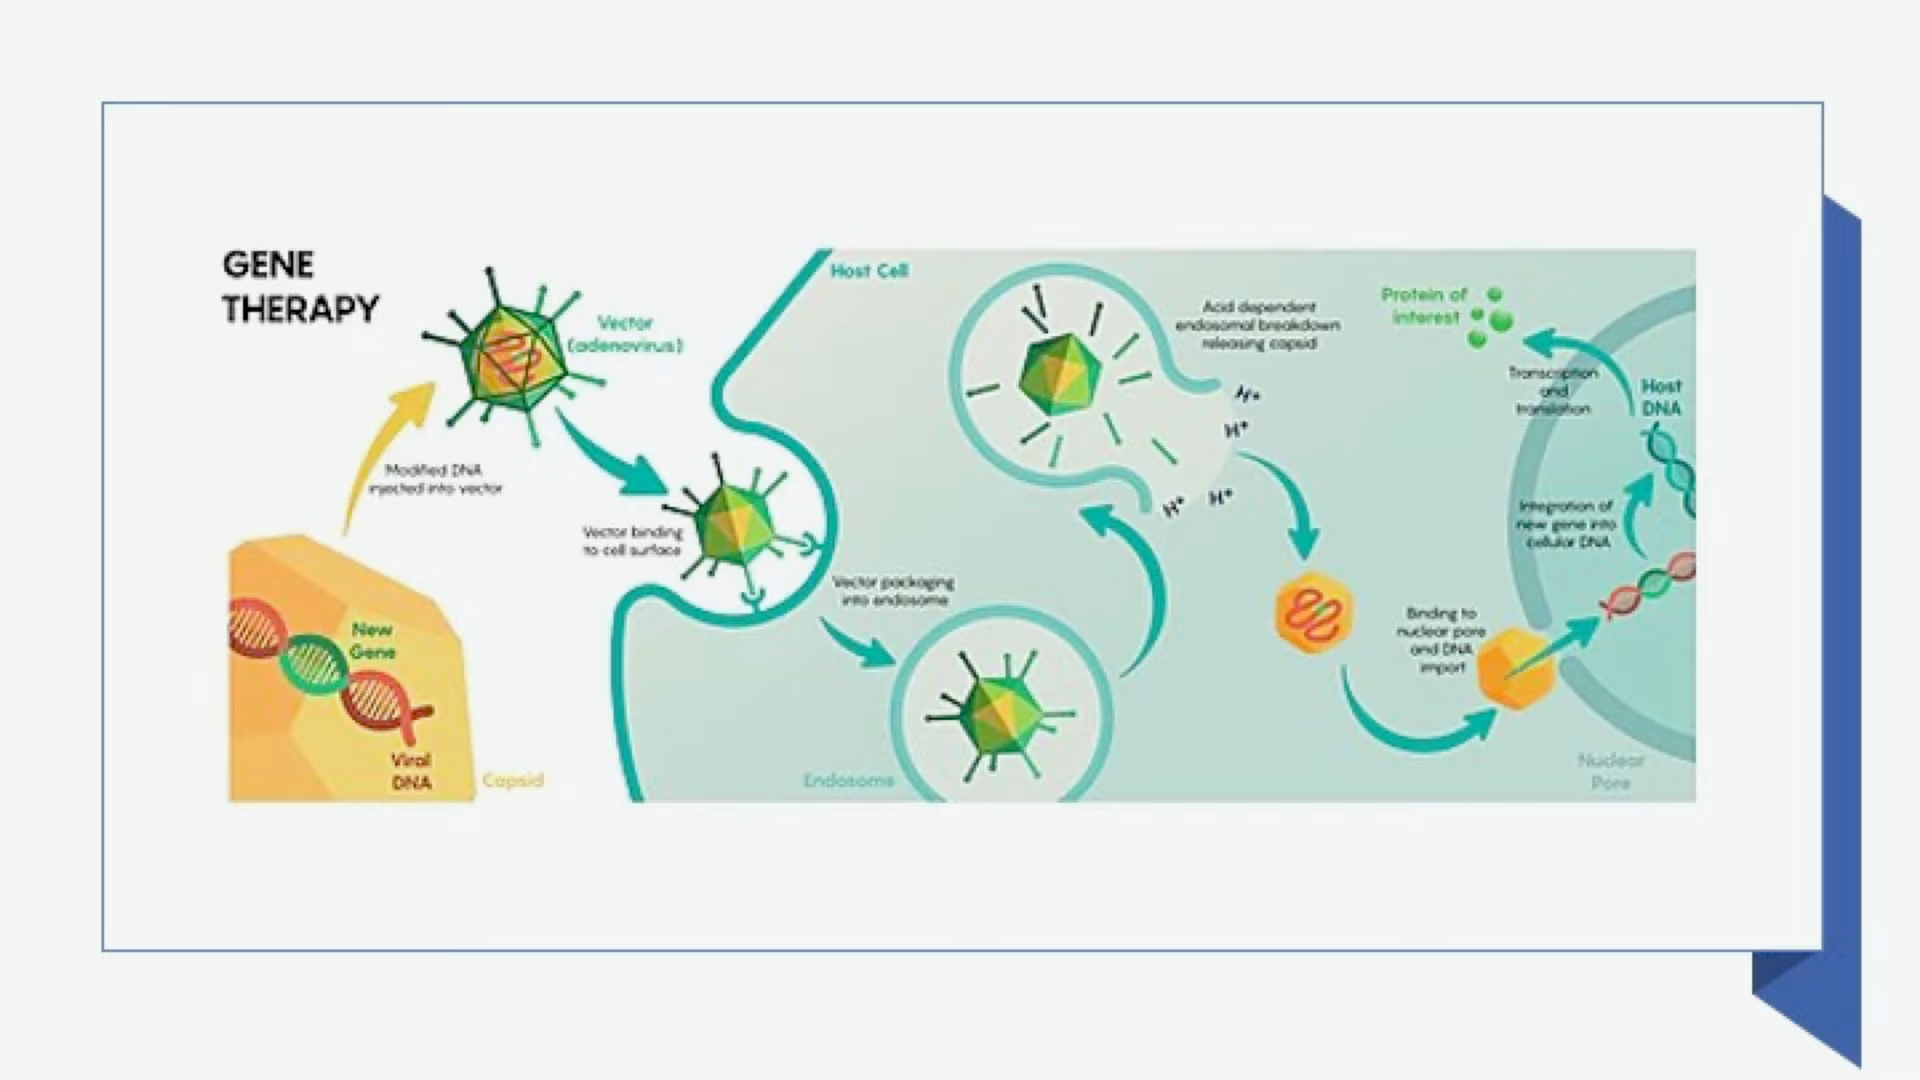 GENE
THERAPY
Vector
(adenovirus)
Modified DNA
injected into vector
New
Gene
Viral
DNA
Capsid
Vector binding
to cell surface
Host Cell
Vector packaging
into endosome
Endosome
Acid dependent
endosomal breakdown
releasing capsid
H+
H+
H+
H+
Binding to
nuclear pore
and DNA
import
Nuclear
Pore
Integration of
new gene into
cellular DNA
Host
DNA
Transcription
and
translation
Protein of
interest